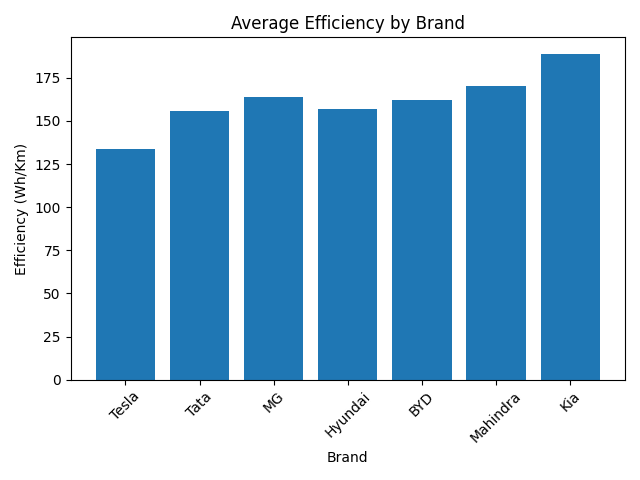 Average Efficiency by Brand
Efficiency (Wh/Km)
175
150
125
100
75
50
25
0
Tesla
Tata
MG
Hyundai
BYD
Mahindra
Kia
Brand